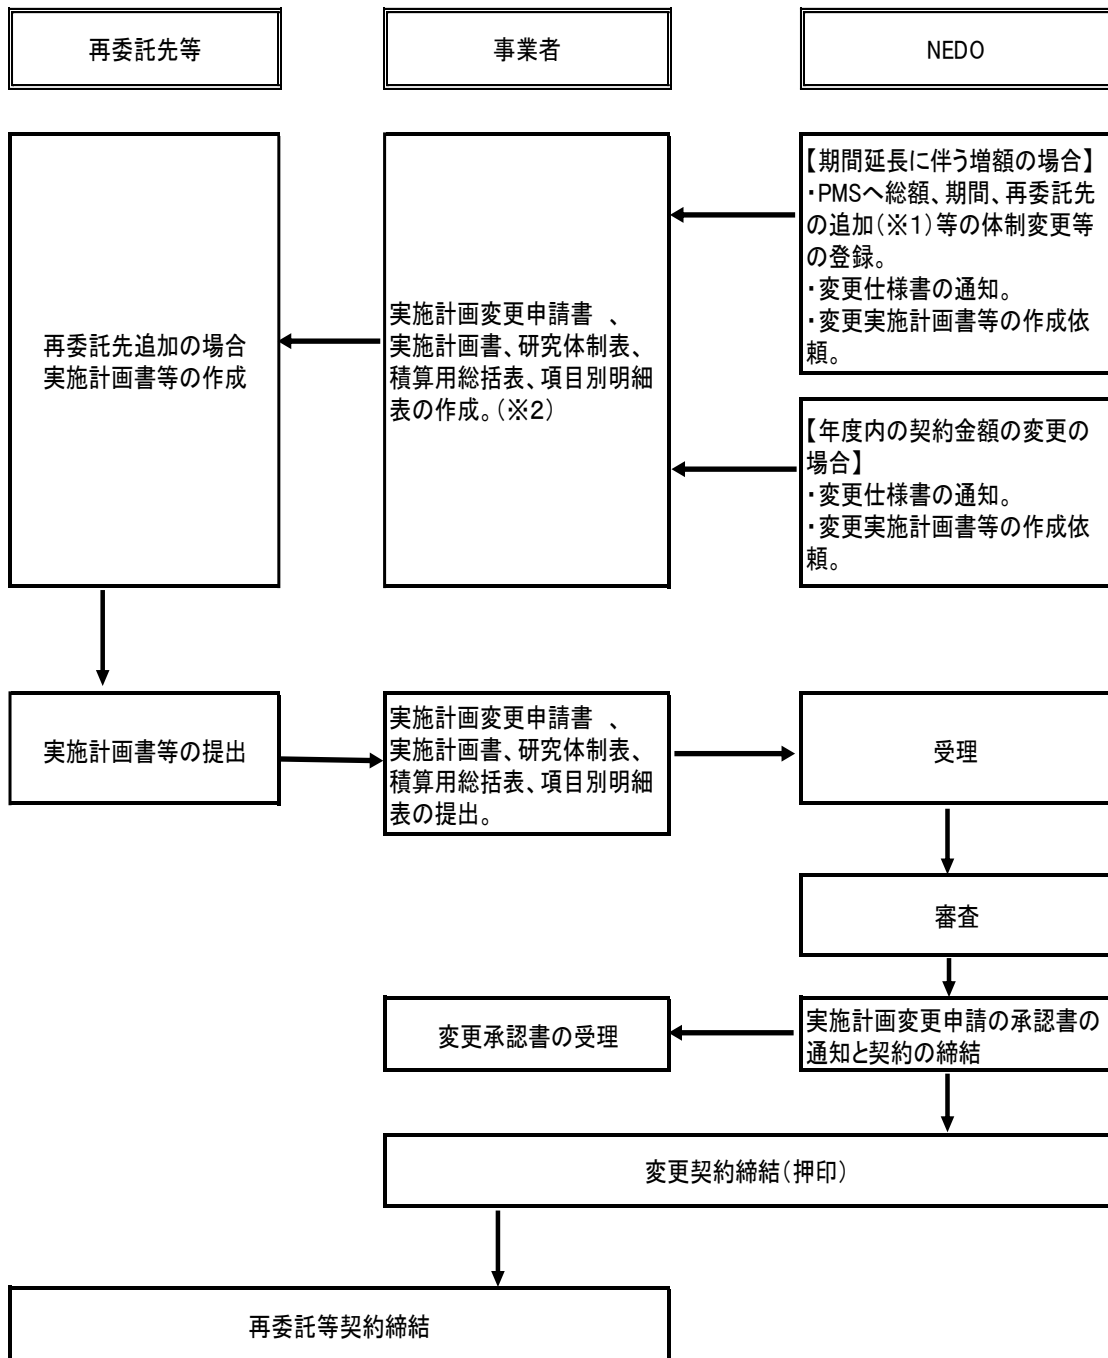 再委託先等
事業者
NEDO
【期間延長に伴う増額の場合】
・PMSへ総額、期間、再委託先
の追加(※1)等の体制変更等
の登録。
・変更仕様書の通知。
・変更実施計画書等の作成依
頼。
実施計画変更申請書 、
実施計画書、研究体制表、
積算用総括表、項目別明細
表の作成。(※2)
再委託先追加の場合
実施計画書等の作成
【年度内の契約金額の変更の
場合】
・変更仕様書の通知。
・変更実施計画書等の作成依
頼。
実施計画書等の提出
実施計画変更申請書 、
実施計画書、研究体制表、
積算用総括表、項目別明細
表の提出。
受理
審査
変更承認書の受理
実施計画変更申請の承認書の
通知と契約の締結
変更契約締結(押印)
再委託等契約締結